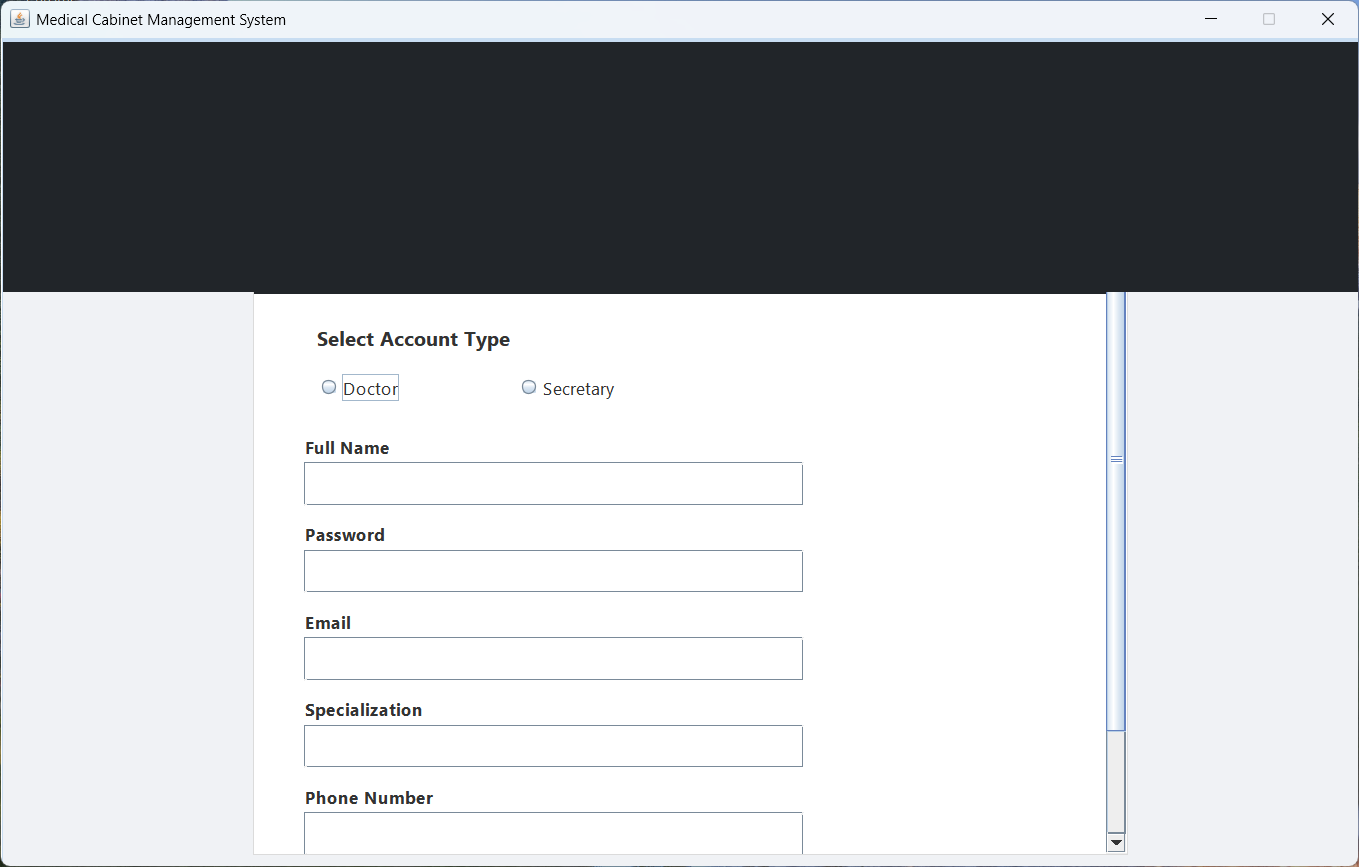 Medical Cabinet Management System
Select Account Type
Doctor Secretary
Full Name
Password
Email
Specialization
Phone Number